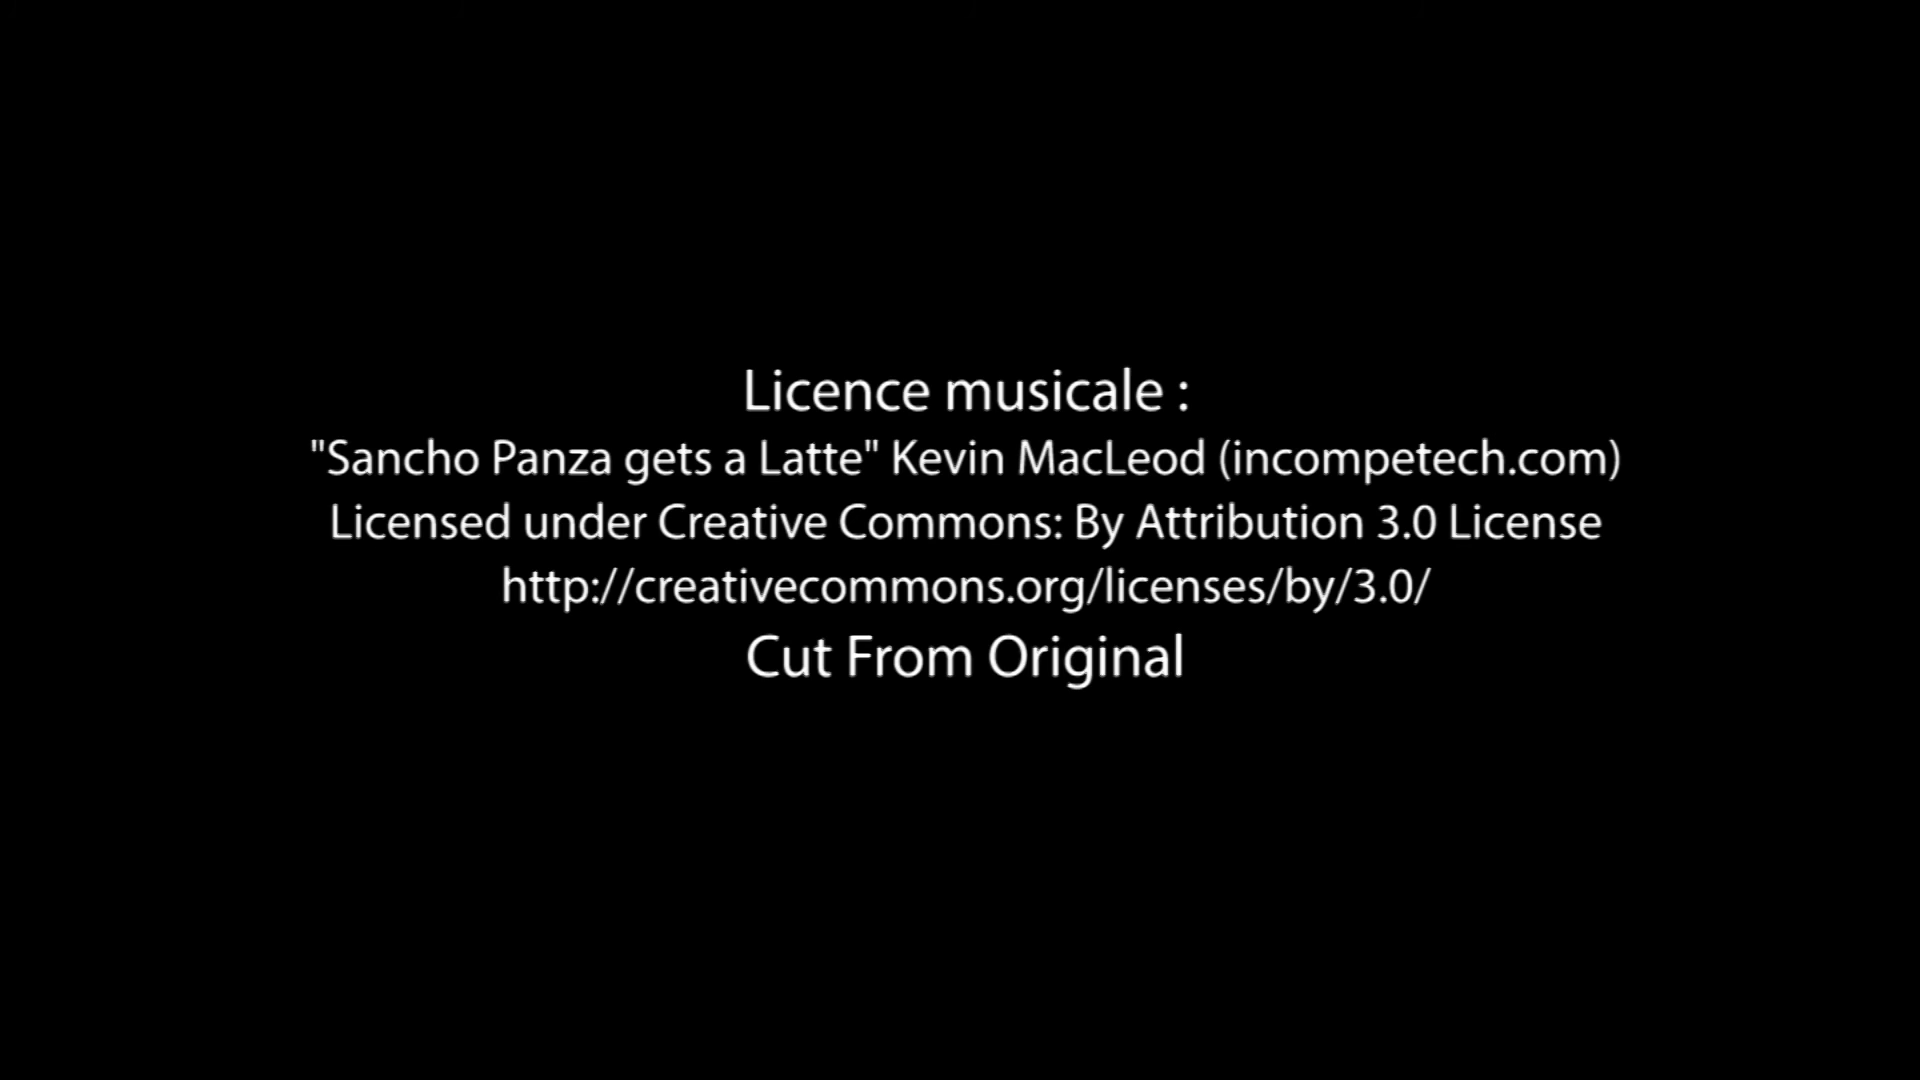 Licence musicale :
"Sancho Panza gets a Latte" Kevin MacLeod (incompetech.com)
Licensed under Creative Commons: By Attribution 3.0 License
http://creativecommons.org/licenses/by/3.0/
Cut From Original